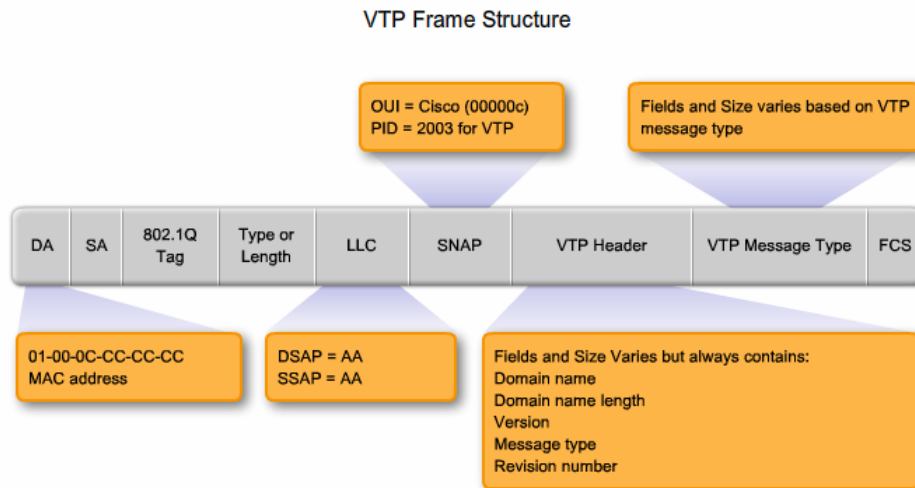 VTP Frame Structure
OUI = Cisco (00000c)
PID = 2003 for VTP
Fields and Size varies based on VTP
message type
DA
SA
802.1Q
Tag
Type or
Length
LLC
SNAP
VTP Header
VTP Message Type
FCS
01-00-0C-CC-CC-CC
MAC address
DSAP = AA
SSAP = AA
Fields and Size Varies but always contains:
Domain name
Domain name length
Version
Message type
Revision number